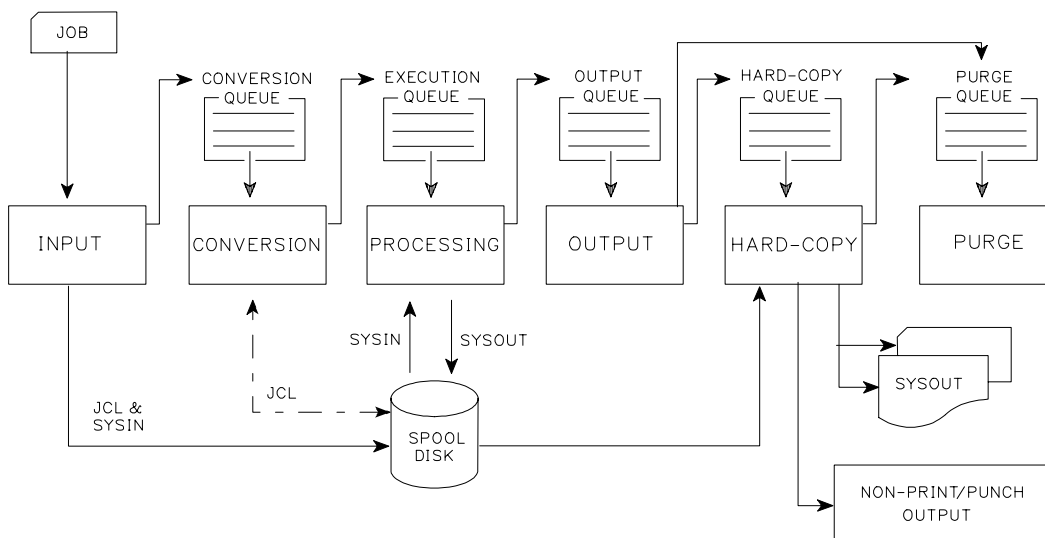 JOB
CONVERSION
QUEUE
EXECUTION
QUEUE
OUTPUT
QUEUE
HARD-COPY
QUEUE
PURGE
QUEUE
INPUT
CONVERSION
PROCESSING
OUTPUT
HARD-COPY
PURGE
SYSIN
SYSOUT
JCL
JCL &
SYSIN
SPOOL
DISK
SYSOUT
NON-PRINT/PUNCH
OUTPUT